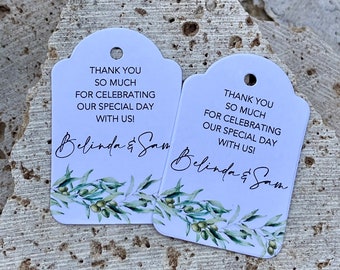 THANK YOU
SO MUCH
FOR CELEBRATING
OUR SPECIAL DAY
WITH US!
Belinda & Sam
THANK YOU
SO MUCH
FOR CELEBRATING
OUR SPECIAL DAY
WITH US!
Belinda & Sam